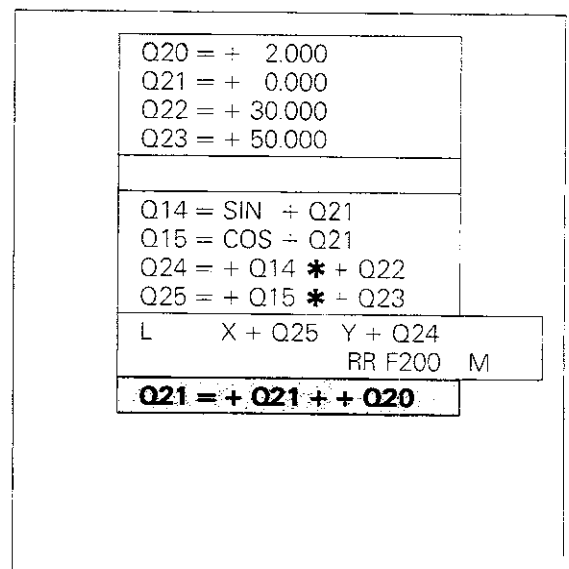 Q20 = + 2.000
Q21 = + 0.000
Q22 = + 30.000
Q23 = + 50.000
Q14 = SIN + Q21
Q15 = COS + Q21
Q24 = + Q14 * + Q22
Q25 = + Q15 * + Q23
L X + Q25 Y + Q24
RR F200 M
Q21 = + Q21 + + Q20